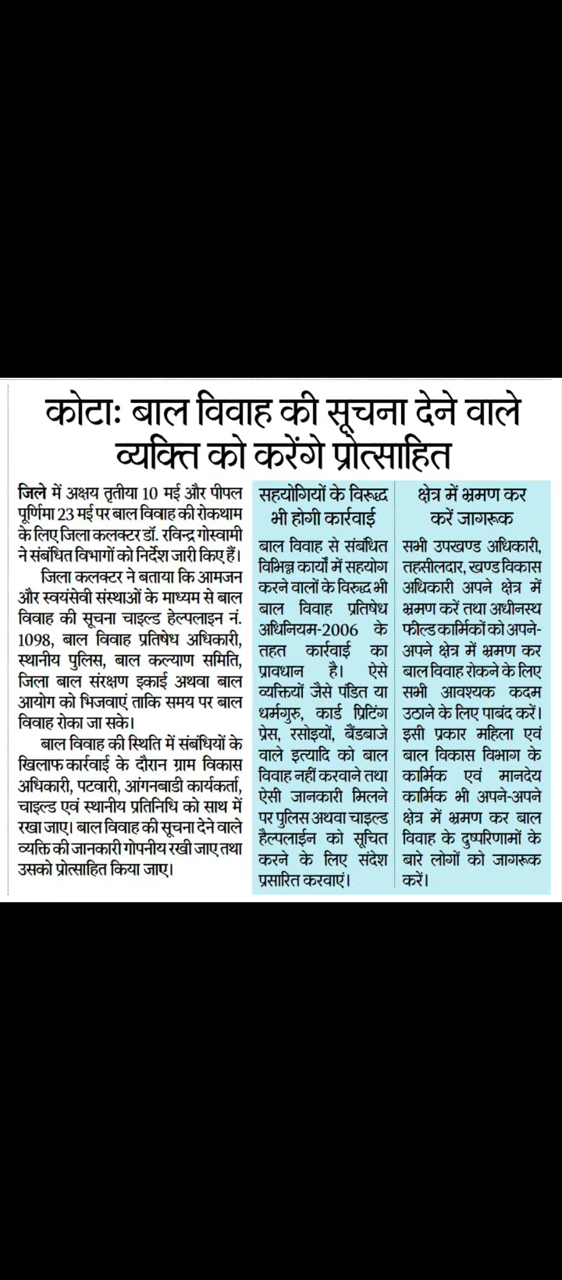 कोटाः बाल विवाह की सूचना देने वाले
व्यक्ति को करेंगे प्रोत्साहित
जिले में अक्षय तृतीया 10 मई और पीपल
पूर्णिमा 23 मई पर बाल विवाह की रोकथाम
के लिए जिला कलक्टर डॉ. रविन्द्र गोस्वामी
ने संबंधित विभागों को निर्देश जारी किए हैं।
जिला कलक्टर ने बताया कि आमजन
और स्वयंसेवी संस्थाओं के माध्यम से बाल
विवाह की सूचना चाइल्ड हेल्पलाइन नं.
1098, बाल विवाह प्रतिषेध अधिकारी,
स्थानीय पुलिस, बाल कल्याण समिति,
जिला बाल संरक्षण इकाई अथवा बाल
आयोग को भिजवाएं ताकि समय पर बाल
विवाह रोका जा सके।
बाल विवाह की स्थिति में संबंधियों के
खिलाफ कार्रवाई के दौरान ग्राम विकास
अधिकारी, पटवारी, आंगनबाडी कार्यकर्ता,
चाइल्ड एवं स्थानीय प्रतिनिधि को साथ में
रखा जाए। बाल विवाह की सूचना देने वाले
व्यक्ति की जानकारी गोपनीय रखी जाए तथा
उसको प्रोत्साहित किया जाए।
सहयोगियों के विरुद्ध
भी होगी कार्रवाई
बाल विवाह से संबंधित
विभिन्न कार्यों में सहयोग
करने वालों के विरुद्ध भी
बाल विवाह प्रतिषेध
अधिनियम-2006 के
तहत कार्रवाई का
प्रावधान है। ऐसे
व्यक्तियों जैसे पंडित या
धर्मगुरु, कार्ड प्रिटिंग
प्रेस, रसोइयों, बैंडबाजे
वाले इत्यादि को बाल
विवाह नहीं करवाने तथा
ऐसी जानकारी मिलने
पर पुलिस अथवा चाइल्ड
हैल्पलाईन को सूचित
करने के लिए संदेश
प्रसारित करवाएं।
क्षेत्र में भ्रमण कर
करें जागरूक
सभी उपखण्ड अधिकारी,
तहसीलदार, खण्ड विकास
अधिकारी अपने क्षेत्र में
भ्रमण करें तथा अधीनस्थ
फील्ड कार्मिकों को अपने-
अपने क्षेत्र में भ्रमण कर
बाल विवाह रोकने के लिए
सभी आवश्यक कदम
उठाने के लिए पाबंद करें।
इसी प्रकार महिला एवं
बाल विकास विभाग के
कार्मिक एवं मानदेय
कार्मिक भी अपने-अपने
क्षेत्र में भ्रमण कर बाल
विवाह के दुष्परिणामों के
बारे लोगों को जागरूक
करें।